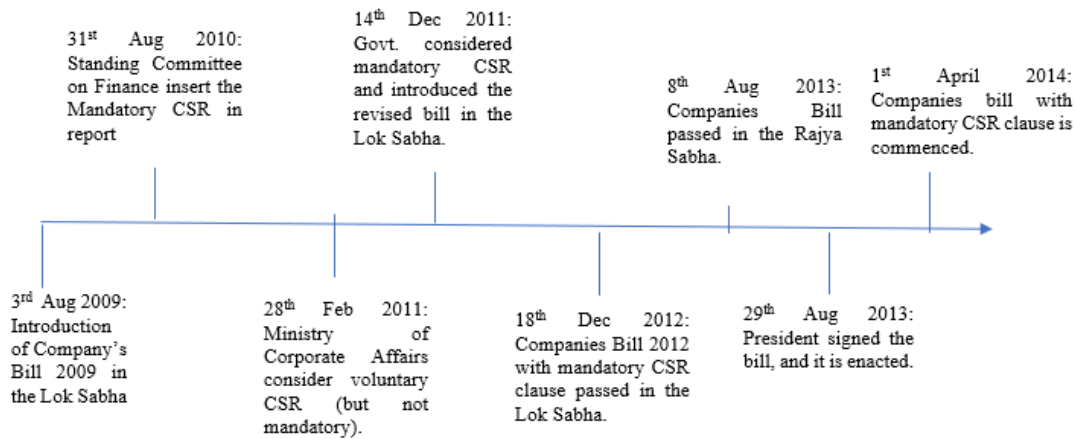 31st Aug 2010:
Standing Committee
on Finance insert the
Mandatory CSR in
report
14th Dec 2011:
Govt. considered
mandatory CSR
and introduced the
revised bill in the
Lok Sabha.
8th Aug 2013:
Companies Bill
passed in the Rajya
Sabha.
1st April 2014:
Companies bill with
mandatory CSR clause is
commenced.
3rd Aug 2009:
Introduction
of Company’s
Bill 2009 in
the Lok Sabha
28th Feb 2011:
Ministry of
Corporate Affairs
consider voluntary
CSR (but not
mandatory).
18th Dec 2012:
Companies Bill 2012
with mandatory CSR
clause passed in the
Lok Sabha.
29th Aug 2013:
President signed the
bill, and it is enacted.